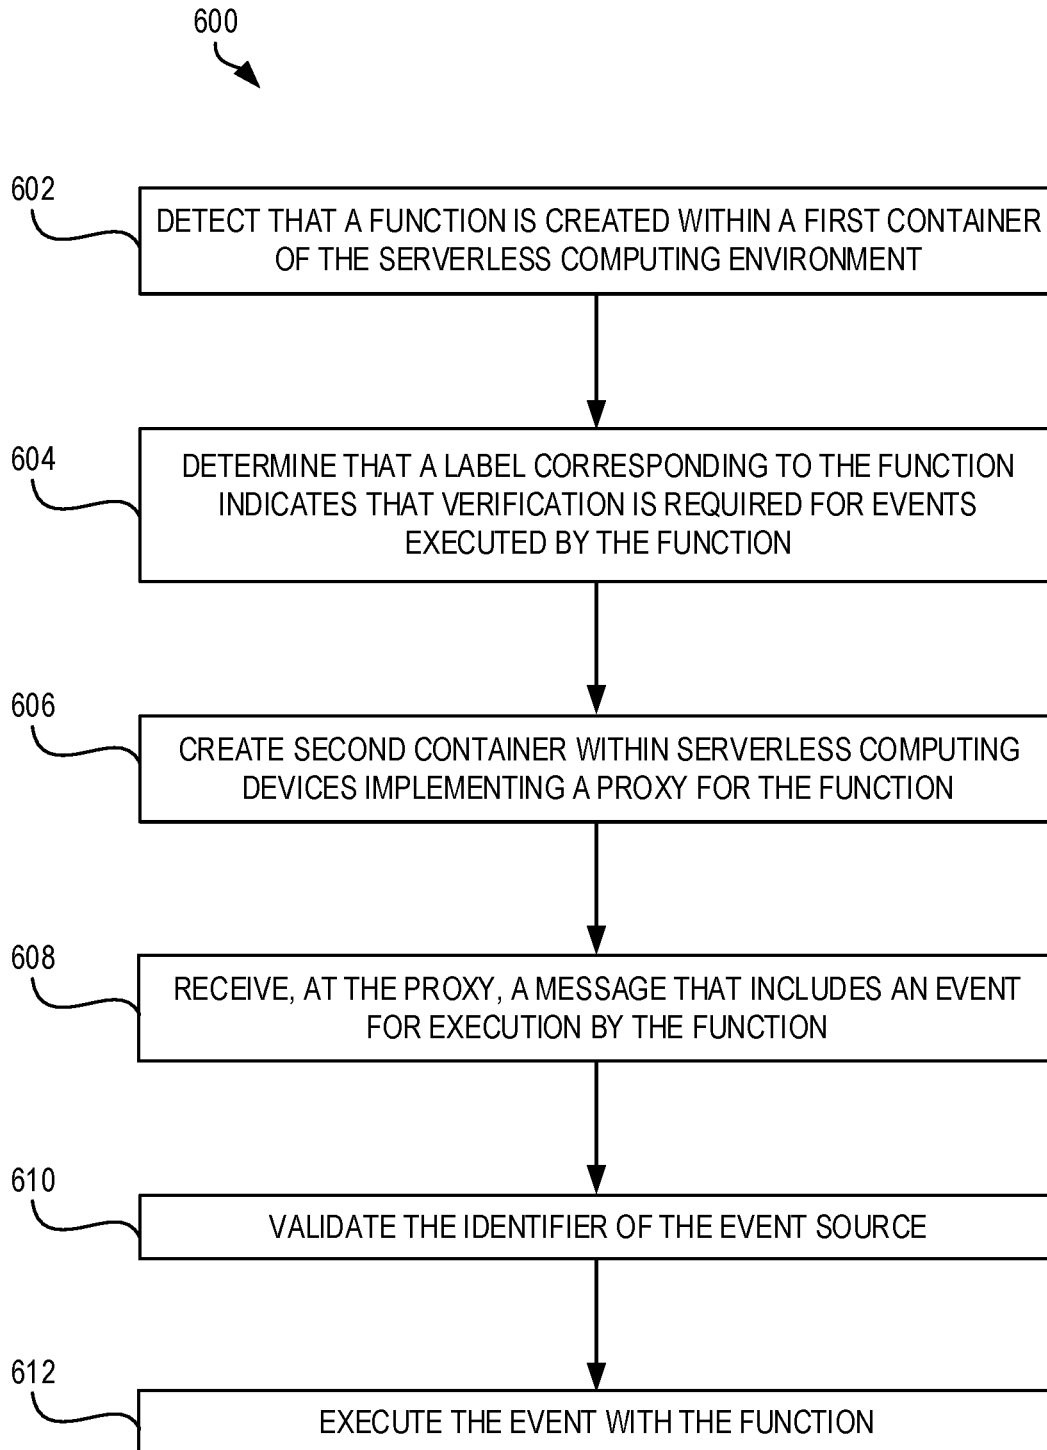 600
602
DETECT THAT A FUNCTION IS CREATED WITHIN A FIRST CONTAINER
OF THE SERVERLESS COMPUTING ENVIRONMENT
604
DETERMINE THAT A LABEL CORRESPONDING TO THE FUNCTION
INDICATES THAT VERIFICATION IS REQUIRED FOR EVENTS
EXECUTED BY THE FUNCTION
606
CREATE SECOND CONTAINER WITHIN SERVERLESS COMPUTING
DEVICES IMPLEMENTING A PROXY FOR THE FUNCTION
608
RECEIVE, AT THE PROXY, A MESSAGE THAT INCLUDES AN EVENT
FOR EXECUTION BY THE FUNCTION
610
VALIDATE THE IDENTIFIER OF THE EVENT SOURCE
612
EXECUTE THE EVENT WITH THE FUNCTION